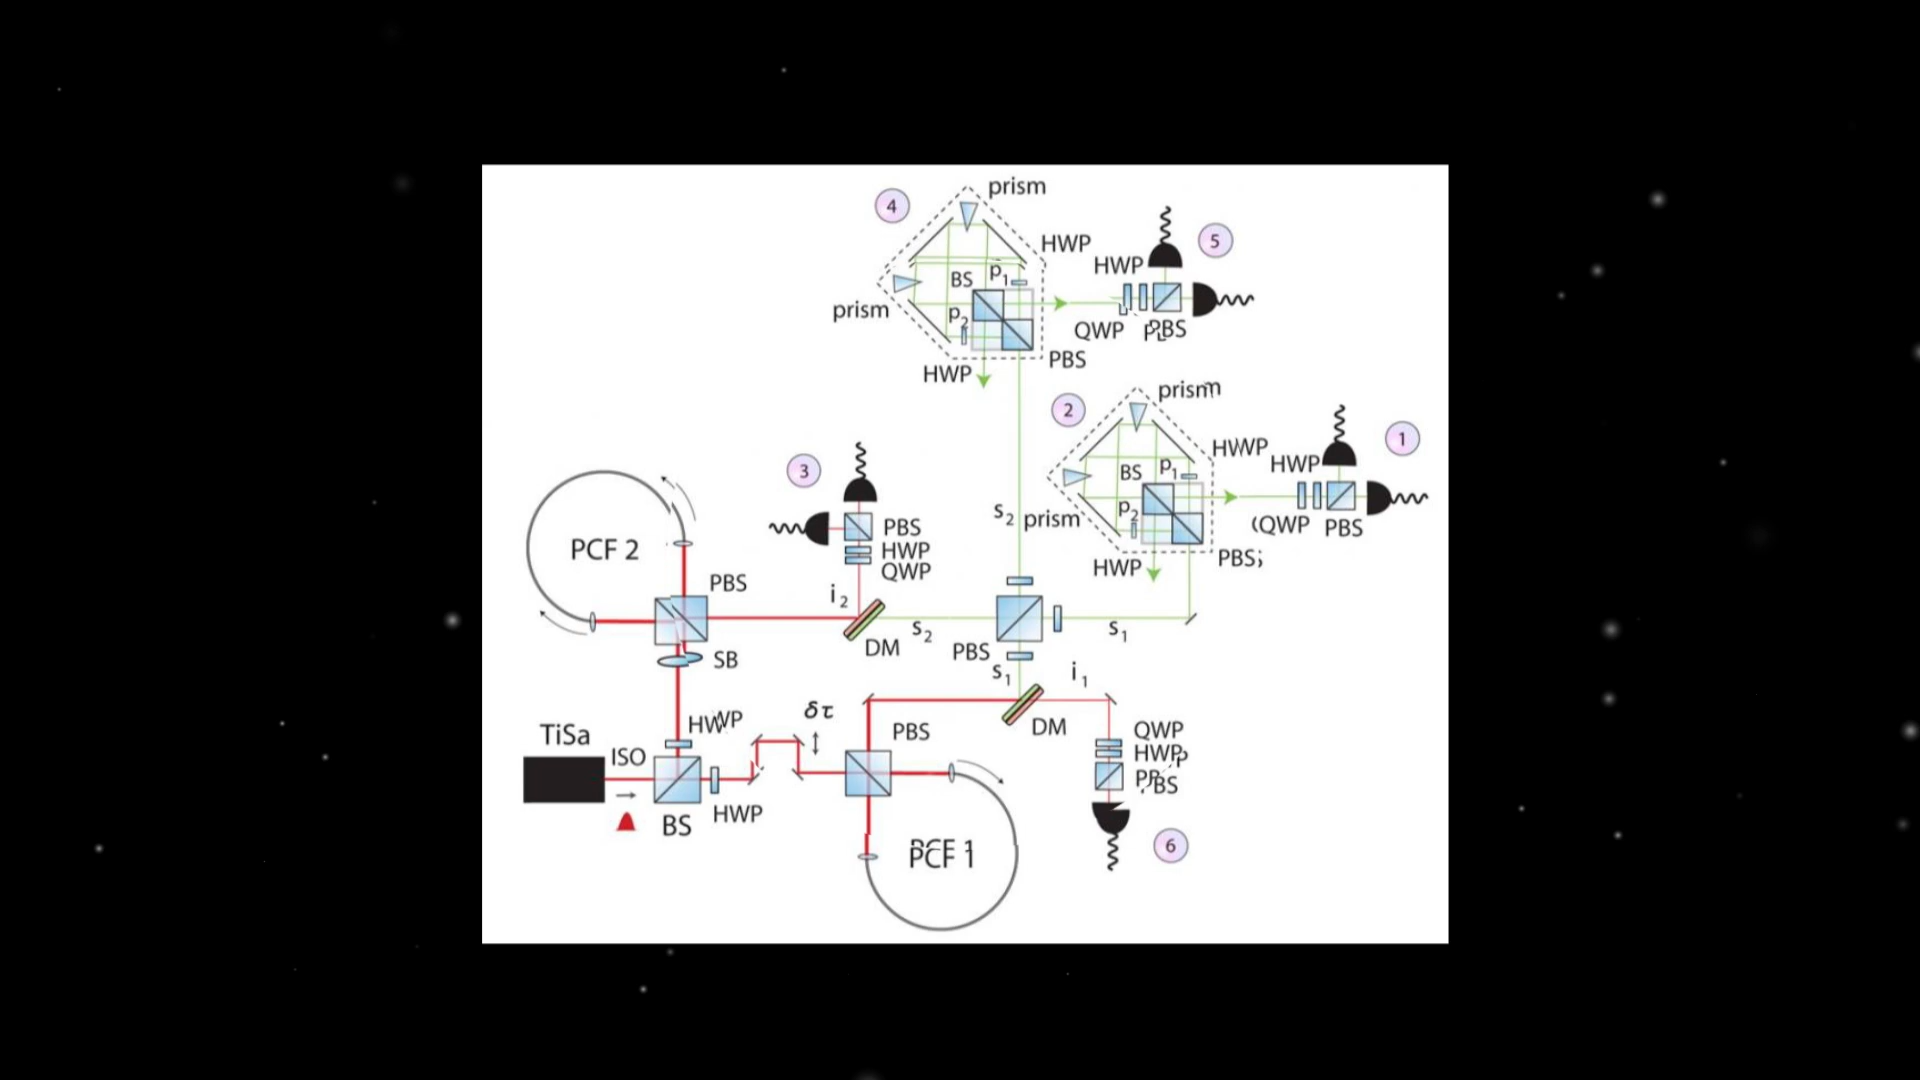 prism
4
HWP
5
HWP
BS
p1
prism
p2
QWP
PBS
PBS
HWP
prism
2
HWP
1
HWP
BS
p1
3
p2
s2
prism
QWP
PBS
PBS
PBS
HWP
HWP
QWP
PCF 2
PBS
i2
s2
s1
DM
PBS
SB
s1
i1
HWP
δτ
PBS
DM
QWP
HWP
PBS
TiSa
ISO
HWP
BS
PCF 1
6